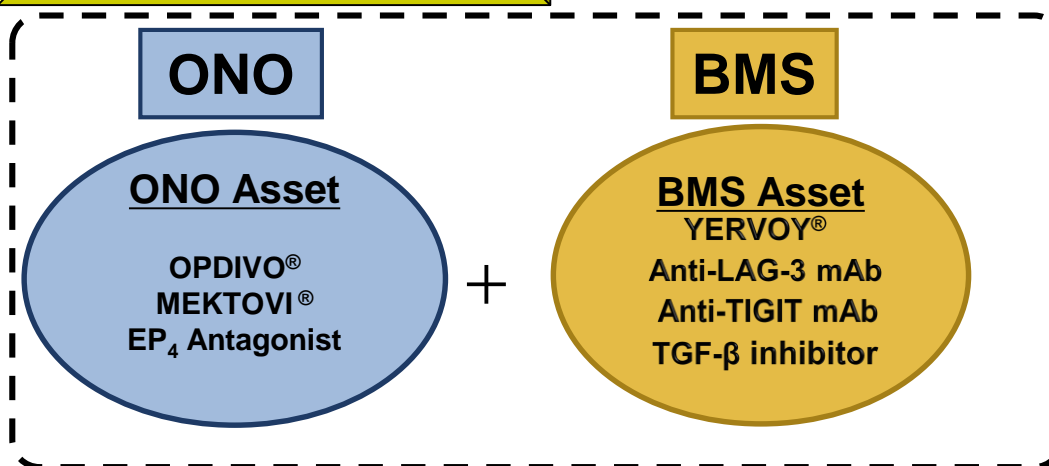 ONO
BMS
ONO Asset
OPDIVO®
MEKTOVI®
EP₄ Antagonist
+
BMS Asset
YERVOY®
Anti-LAG-3 mAb
Anti-TIGIT mAb
TGF-β inhibitor